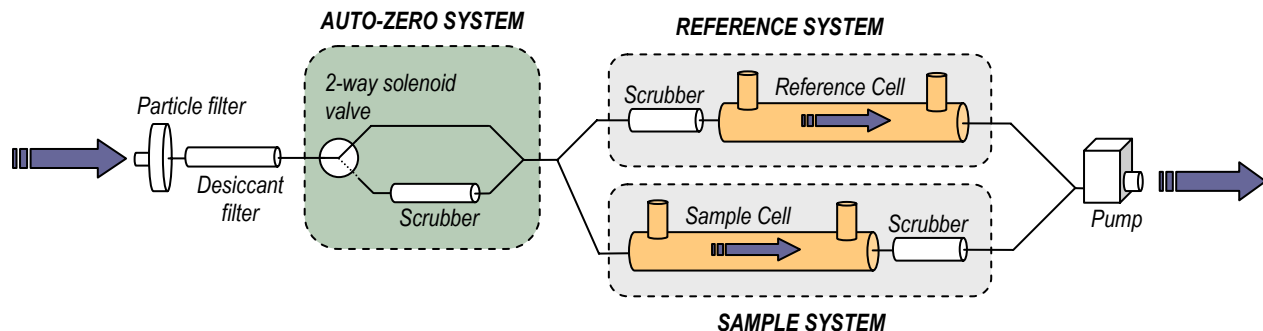 AUTO-ZERO SYSTEM
REFERENCE SYSTEM
2-way solenoid
valve
Particle filter
Desiccant
filter
Scrubber
Scrubber
Reference Cell
Sample Cell
Scrubber
Pump
SAMPLE SYSTEM